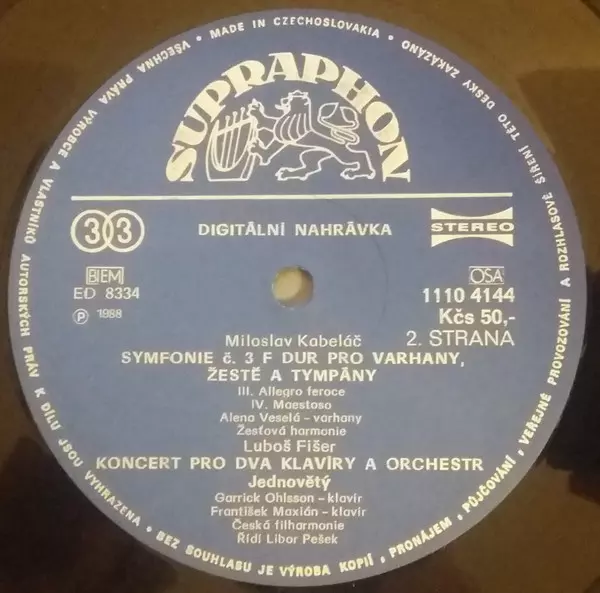 MADE IN CZECHOSLOVAKIA • VŠECHNA PRÁVA VÝROBCE A VLASTNÍKŮ AUTORSKÝCH PRÁV K DÍLU JSOU VYHRAZENA • BEZ SOUHLASU JE VÝROBA KOPIÍ, PRONÁJEM, PŮJČOVÁNÍ, VEŘEJNÉ PROVOZOVÁNÍ A ROZHLASOVÉ ŠÍŘENÍ TÉTO DESKY ZAKÁZÁNO
SUPRAPHON
33
DIGITÁLNÍ NAHRÁVKA
STEREO
BIEM
OSA
ED 8334
1110 4144
Ⓟ 1988
Kčs 50,-
2. STRANA
Miloslav Kabeláč
SYMFONIE č. 3 F DUR PRO VARHANY,
ŽESTĚ A TYMPÁNY
III. Allegro feroce
IV. Maestoso
Alena Veselá – varhany
Žesťová harmonie
Luboš Fišer
KONCERT PRO DVA KLAVÍRY A ORCHESTR
Jednovětý
Garrick Ohlsson – klavír
František Maxián – klavír
Česká filharmonie
Řídí Libor Pešek